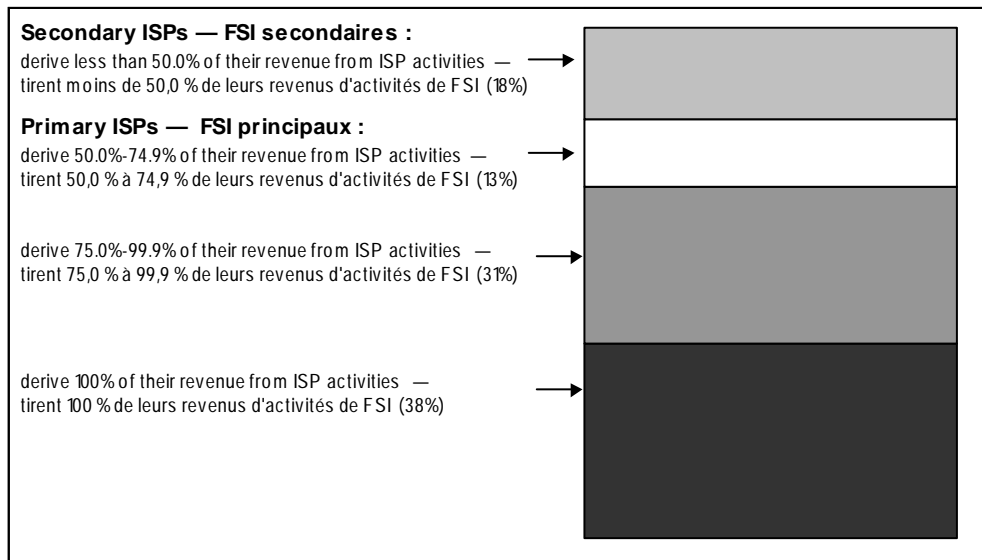 Secondary ISPs — FSI secondaires :
derive less than 50.0% of their revenue from ISP activities —
tirent moins de 50,0 % de leurs revenus d'activités de FSI (18%)
Primary ISPs — FSI principaux :
derive 50.0%-74.9% of their revenue from ISP activities —
tirent 50,0 % à 74,9 % de leurs revenus d'activités de FSI (13%)
derive 75.0%-99.9% of their revenue from ISP activities —
tirent 75,0 % à 99,9 % de leurs revenus d'activités de FSI (31%)
derive 100% of their revenue from ISP activities —
tirent 100 % de leurs revenus d'activités de FSI (38%)